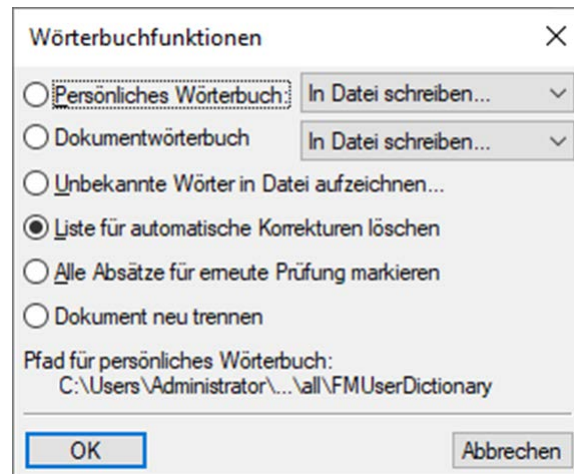 Wörterbuchfunktionen
Persönliches Wörterbuch: In Datei schreiben...
Dokumentwörterbuch In Datei schreiben...
Unbekannte Wörter in Datei aufzeichnen...
Liste für automatische Korrekturen löschen
Alle Absätze für erneute Prüfung markieren
Dokument neu trennen
Pfad für persönliches Wörterbuch:
C:\Users\Administrator\...\all\FMUserDictionary
OK Abbrechen